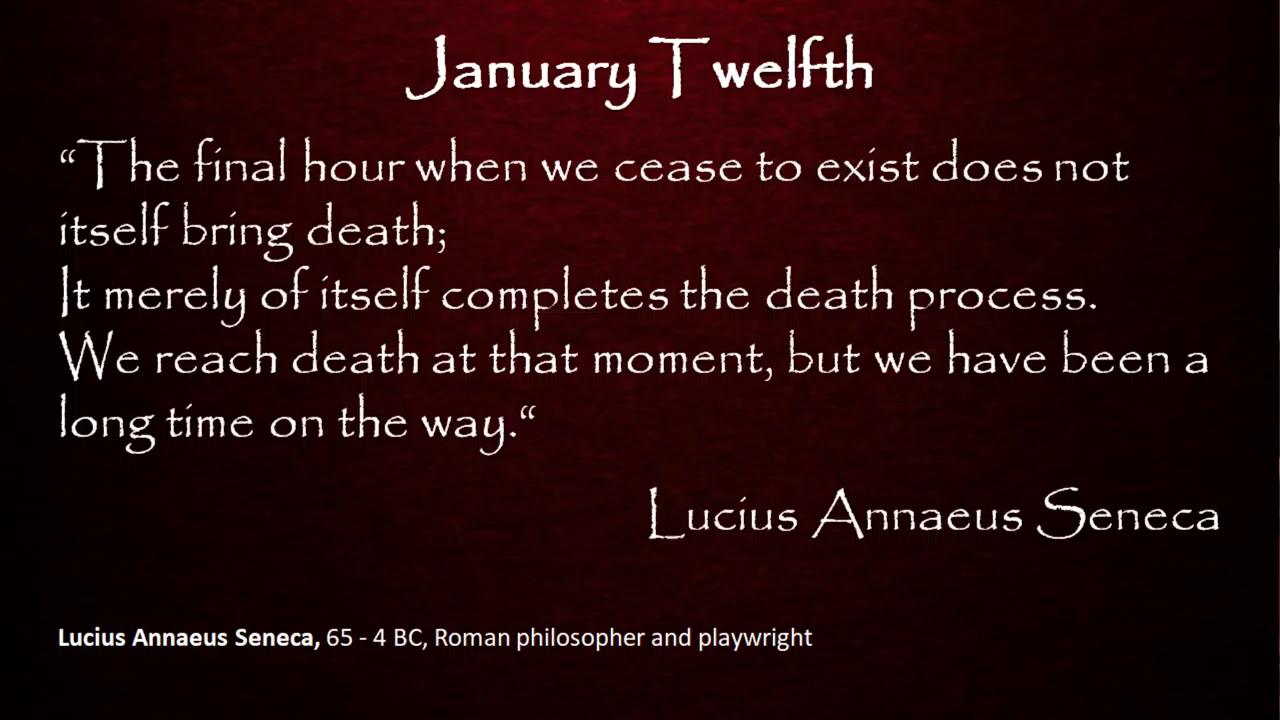 January Twelfth
“The final hour when we cease to exist does not
itself bring death;
It merely of itself completes the death process.
We reach death at that moment, but we have been a
long time on the way.“
Lucius Annaeus Seneca
Lucius Annaeus Seneca, 65 - 4 BC, Roman philosopher and playwright